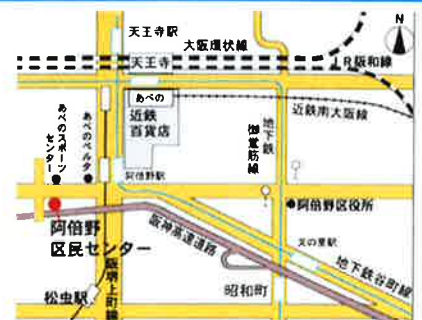 天王寺駅
大阪環状線
N
天王寺
JR阪和線
あべの
近鉄
百貨店
近鉄南大阪線
地下鉄
御堂筋線
あべのスポーツ
センター
あべのベルタ
阿倍野駅
阿倍野区役所
阿倍野
区民センター
阪神高速道路
文の里駅
地下鉄谷町線
昭和町
松虫駅
阪堺上町線